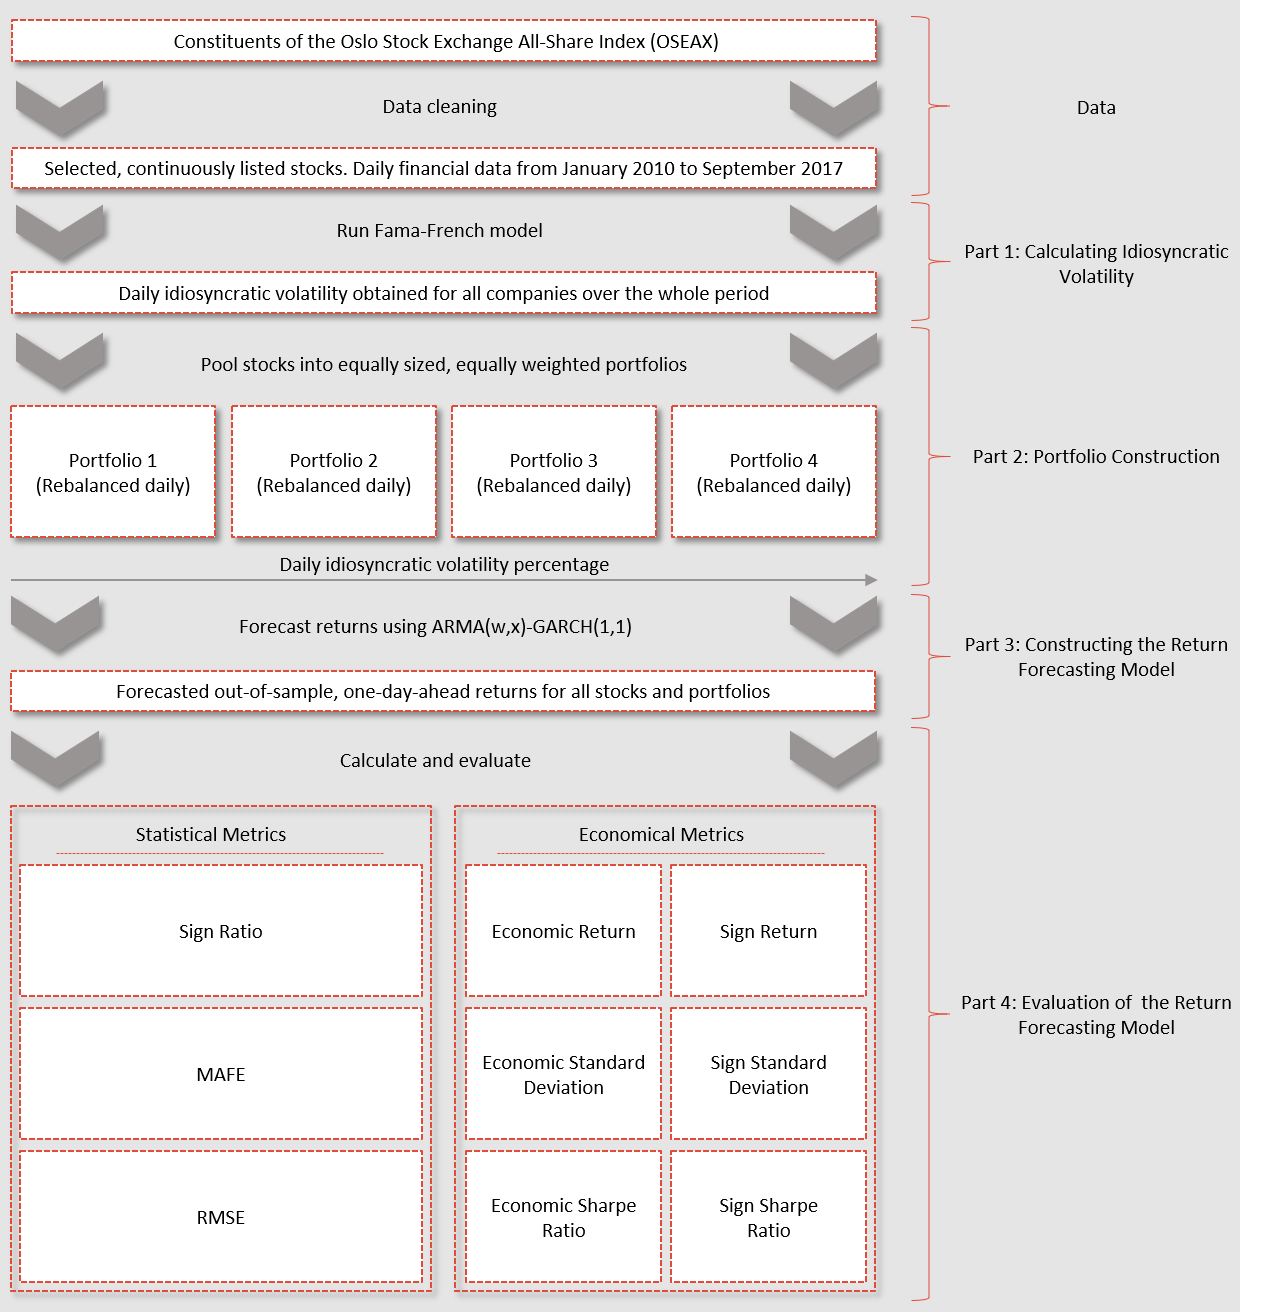 Constituents of the Oslo Stock Exchange All-Share Index (OSEAX)
Data cleaning
Data
Selected, continuously listed stocks. Daily financial data from January 2010 to September 2017
Run Fama-French model
Part 1: Calculating Idiosyncratic
Volatility
Daily idiosyncratic volatility obtained for all companies over the whole period
Pool stocks into equally sized, equally weighted portfolios
Portfolio 1
(Rebalanced daily)
Portfolio 2
(Rebalanced daily)
Portfolio 3
(Rebalanced daily)
Portfolio 4
(Rebalanced daily)
Part 2: Portfolio Construction
Daily idiosyncratic volatility percentage
Forecast returns using ARMA(w,x)-GARCH(1,1)
Part 3: Constructing the Return
Forecasting Model
Forecasted out-of-sample, one-day-ahead returns for all stocks and portfolios
Calculate and evaluate
Statistical Metrics
Sign Ratio
MAFE
RMSE
Economical Metrics
Economic Return
Sign Return
Economic Standard
Deviation
Sign Standard
Deviation
Economic Sharpe
Ratio
Sign Sharpe
Ratio
Part 4: Evaluation of  the Return
Forecasting Model